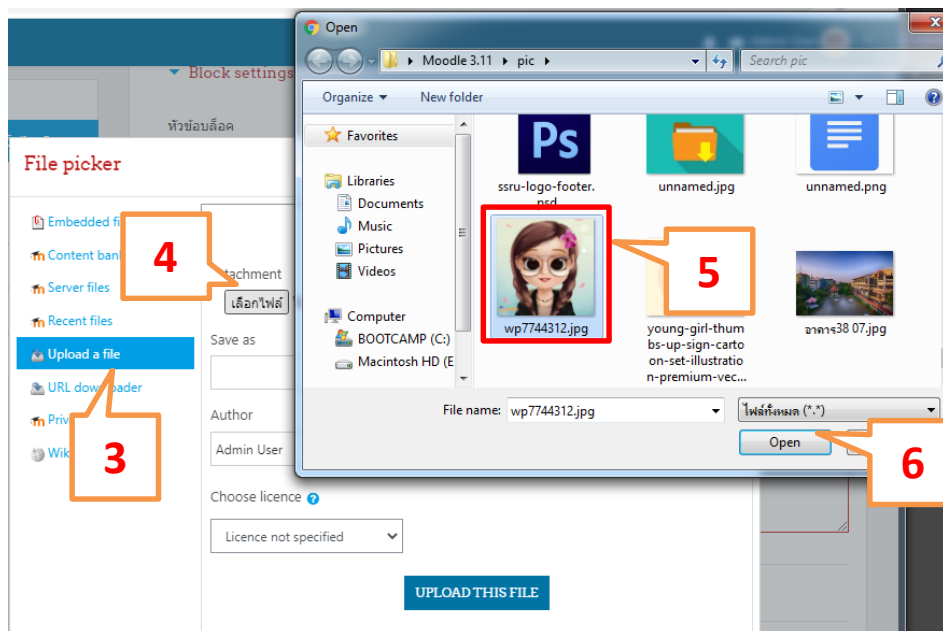 Open
Moodle 3.11
pic
Search pic
Organize
New folder
Favorites
Libraries
Documents
Music
Pictures
Videos
Computer
BOOTCAMP (C:)
Macintosh HD (E
ssru-logo-footer.
psd
unnamed.jpg
unnamed.png
Ps
wp7744312.jpg
young-girl-thum
bs-up-sign-carto
on-set-illustratio
n-premium-vec...
อาคาร38 07.jpg
File name:
wp7744312.jpg
ไฟล์ทั้งหมด (*.*)
Open
Block settings
หัวข้อบล็อค
File picker
Embedded fi
Content ban
Server files
Recent files
Upload a file
URL dow ader
Priv
Wik
tachment
เลือกไฟล์
Save as
Author
Admin User
Choose licence
Licence not specified
UPLOAD THIS FILE
3
4
5
6